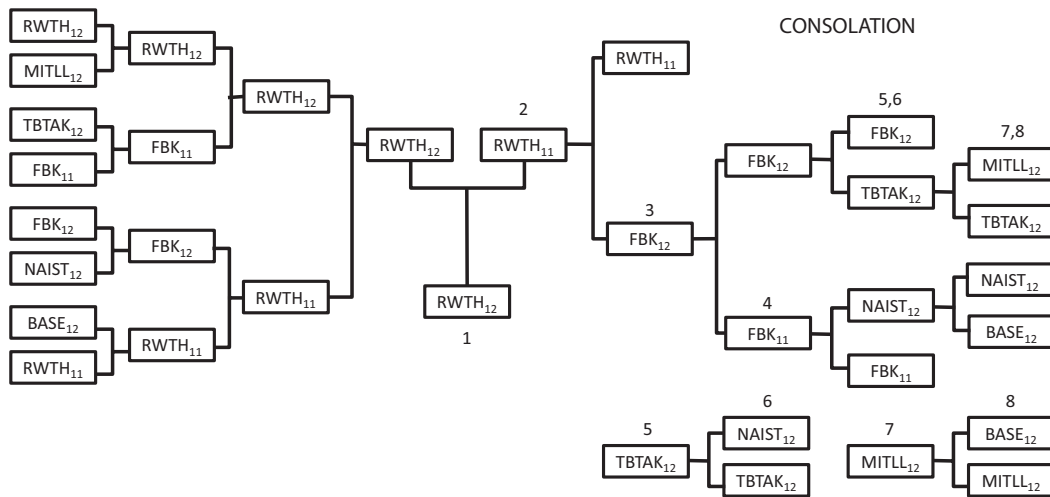 CONSOLATION
RWTH₁₂
MITLL₁₂
TBTAK₁₂
FBK₁₁
FBK₁₂
NAIST₁₂
BASE₁₂
RWTH₁₁
RWTH₁₂
FBK₁₁
FBK₁₂
RWTH₁₁
RWTH₁₂
RWTH₁₁
RWTH₁₂
RWTH₁₂
1
2
RWTH₁₁
RWTH₁₁
3
FBK₁₂
FBK₁₂
4
FBK₁₁
5,6
FBK₁₂
TBTAK₁₂
NAIST₁₂
FBK₁₁
7,8
MITLL₁₂
TBTAK₁₂
NAIST₁₂
BASE₁₂
5
TBTAK₁₂
6
NAIST₁₂
TBTAK₁₂
7
MITLL₁₂
8
BASE₁₂
MITLL₁₂